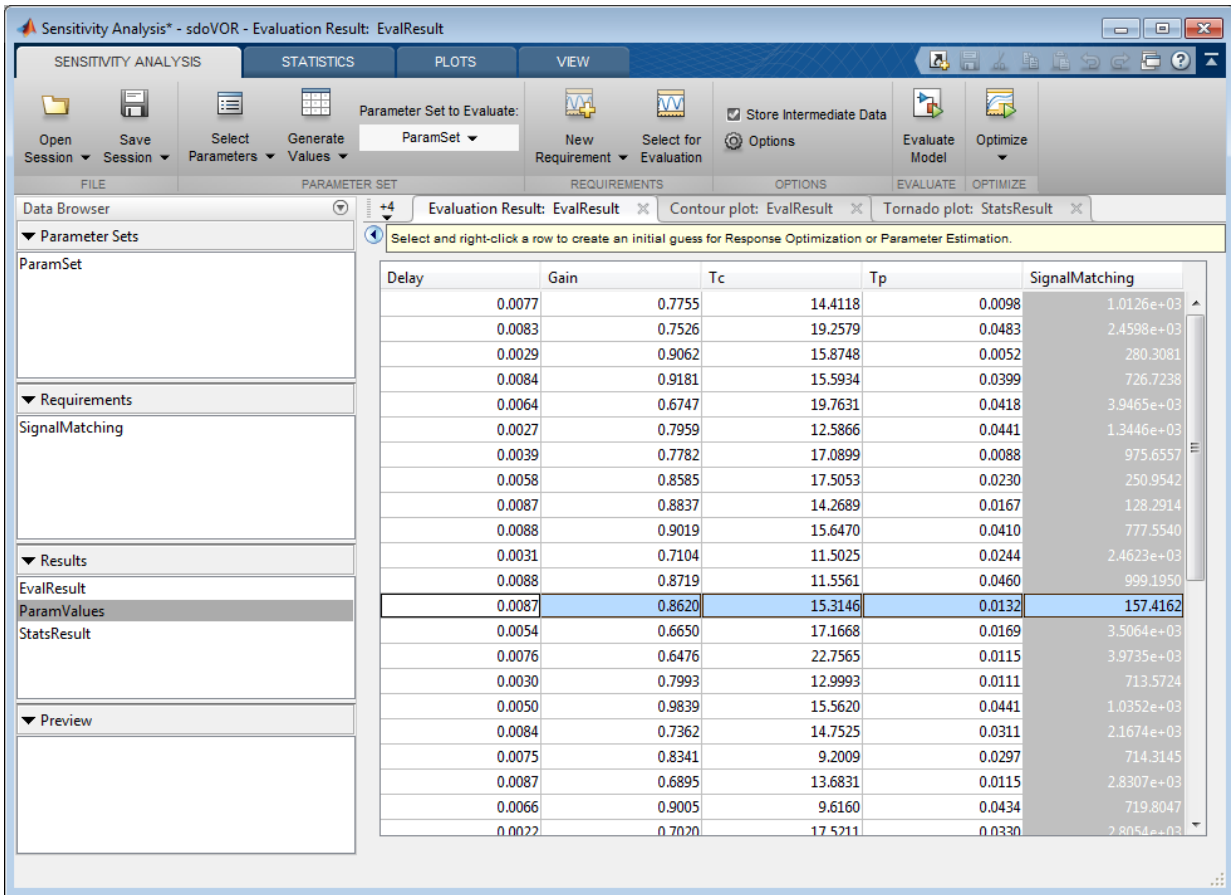 Sensitivity Analysis* - sdoVOR - Evaluation Result: EvalResult
SENSITIVITY ANALYSIS STATISTICS PLOTS VIEW
Open Session Save Session Select Parameters Generate Values Parameter Set to Evaluate: ParamSet New Requirement Select for Evaluation Store Intermediate Data Options Evaluate Model Optimize
FILE PARAMETER SET REQUIREMENTS OPTIONS EVALUATE OPTIMIZE
Data Browser
Parameter Sets
ParamSet
Requirements
SignalMatching
Results
EvalResult
ParamValues
StatsResult
Preview
+4 Evaluation Result: EvalResult Contour plot: EvalResult Tornado plot: StatsResult
Select and right-click a row to create an initial guess for Response Optimization or Parameter Estimation.
Delay Gain Tc Tp SignalMatching
0.0077 0.7755 14.4118 0.0098 1.0126e+03
0.0083 0.7526 19.2579 0.0483 2.4598e+03
0.0029 0.9062 15.8748 0.0052 280.3081
0.0084 0.9181 15.5934 0.0399 726.7238
0.0064 0.6747 19.7631 0.0418 3.9465e+03
0.0027 0.7959 12.5866 0.0441 1.3446e+03
0.0039 0.7782 17.0899 0.0088 975.6557
0.0058 0.8585 17.5053 0.0230 250.9542
0.0087 0.8837 14.2689 0.0167 128.2914
0.0088 0.9019 15.6470 0.0410 777.5540
0.0031 0.7104 11.5025 0.0244 2.4623e+03
0.0088 0.8719 11.5561 0.0460 999.1950
0.0087 0.8620 15.3146 0.0132 157.4162
0.0054 0.6650 17.1668 0.0169 3.5064e+03
0.0076 0.6476 22.7565 0.0115 3.9735e+03
0.0030 0.7993 12.9993 0.0111 713.5724
0.0050 0.9839 15.5620 0.0441 1.0352e+03
0.0084 0.7362 14.7525 0.0311 2.1674e+03
0.0075 0.8341 9.2009 0.0297 714.3145
0.0087 0.6895 13.6831 0.0115 2.8307e+03
0.0066 0.9005 9.6160 0.0434 719.8047
0.0022 0.7020 17.5211 0.0330 2.8054e+03